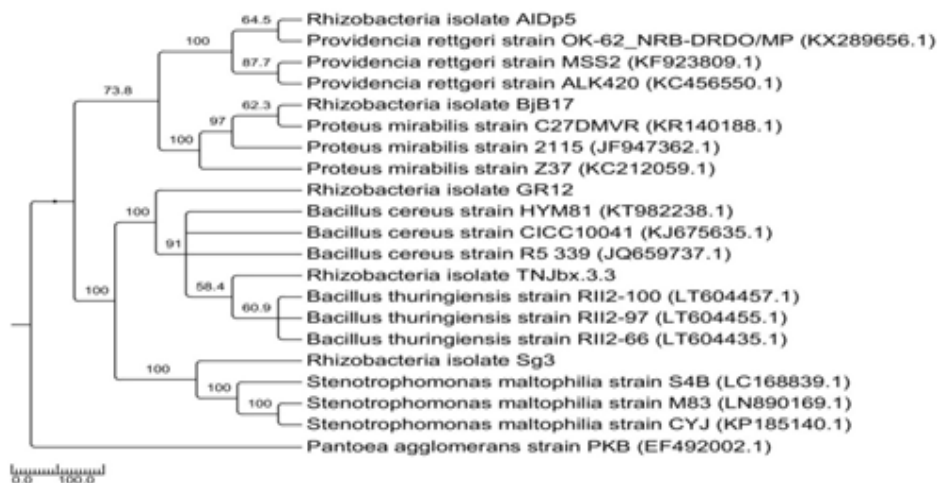 64.5
Rhizobacteria isolate AlDp5
100
Providencia rettgeri strain OK-62_NRB-DRDO/MP (KX289656.1)
87.7
Providencia rettgeri strain MSS2 (KF923809.1)
Providencia rettgeri strain ALK420 (KC456550.1)
73.8
62.3
Rhizobacteria isolate BjB17
97
Proteus mirabilis strain C27DMVR (KR140188.1)
100
Proteus mirabilis strain 2115 (JF947362.1)
Proteus mirabilis strain Z37 (KC212059.1)
Rhizobacteria isolate GR12
100
Bacillus cereus strain HYM81 (KT982238.1)
Bacillus cereus strain CICC10041 (KJ675635.1)
91
Bacillus cereus strain R5 339 (JQ659737.1)
Rhizobacteria isolate TNJbx.3.3
100
58.4
Bacillus thuringiensis strain RII2-100 (LT604457.1)
60.9
Bacillus thuringiensis strain RII2-97 (LT604455.1)
Bacillus thuringiensis strain RII2-66 (LT604435.1)
Rhizobacteria isolate Sg3
100
Stenotrophomonas maltophilia strain S4B (LC168839.1)
100
Stenotrophomonas maltophilia strain M83 (LN890169.1)
100
Stenotrophomonas maltophilia strain CYJ (KP185140.1)
Pantoea agglomerans strain PKB (EF492002.1)
0.0 100.0